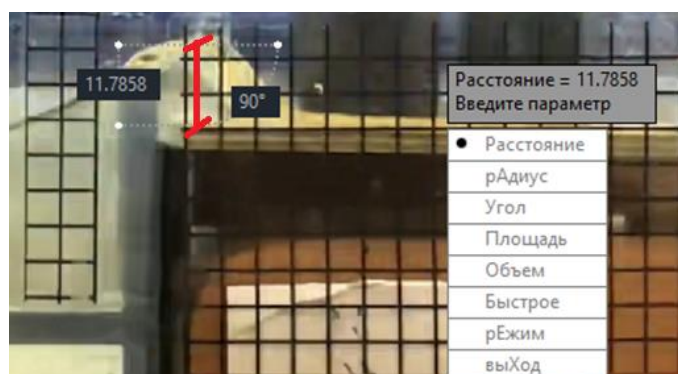 11.7858
90°
Расстояние = 11.7858
Введите параметр
Расстояние
рАдиус
Угол
Площадь
Объем
Быстрое
рЕжим
выХод